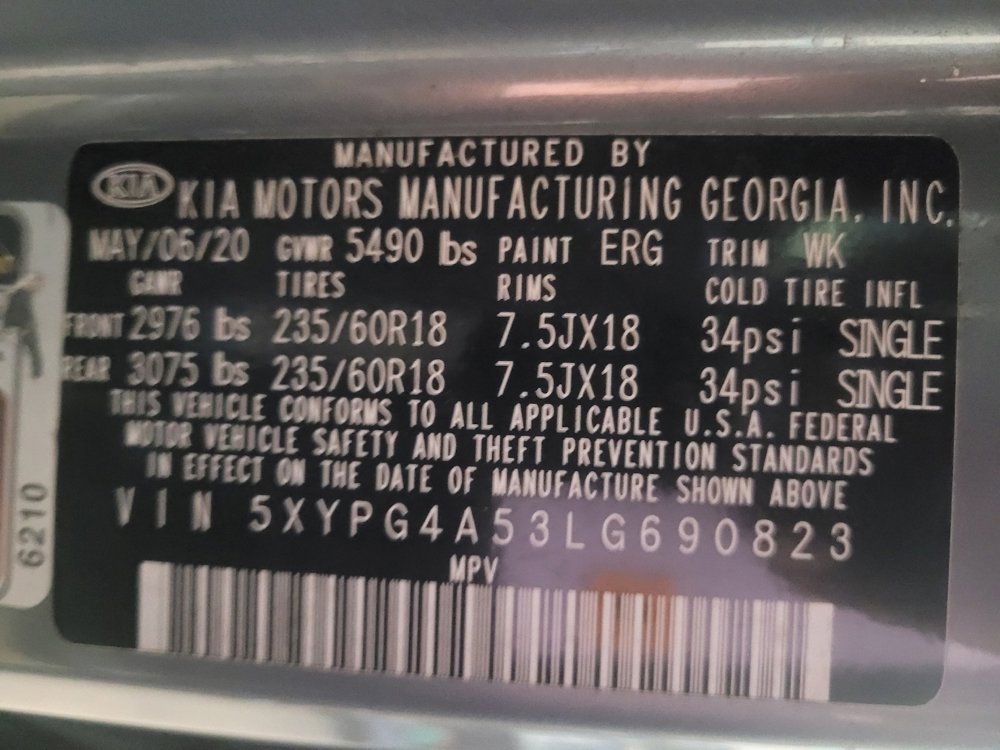 MANUFACTURED BY
KIA KIA MOTORS MANUFACTURING GEORGIA, INC.
MAY/06/20 GVWR 5490 lbs PAINT ERG TRIM WK
GAWR TIRES RIMS COLD TIRE INFL
FRONT 2976 lbs 235/60R18 7.5JX18 34psi SINGLE
REAR 3075 lbs 235/60R18 7.5JX18 34psi SINGLE
THIS VEHICLE CONFORMS TO ALL APPLICABLE U.S.A. FEDERAL
MOTOR VEHICLE SAFETY AND THEFT PREVENTION STANDARDS
IN EFFECT ON THE DATE OF MANUFACTURE SHOWN ABOVE
VIN 5XYPG4A53LG690823
MPV
6210